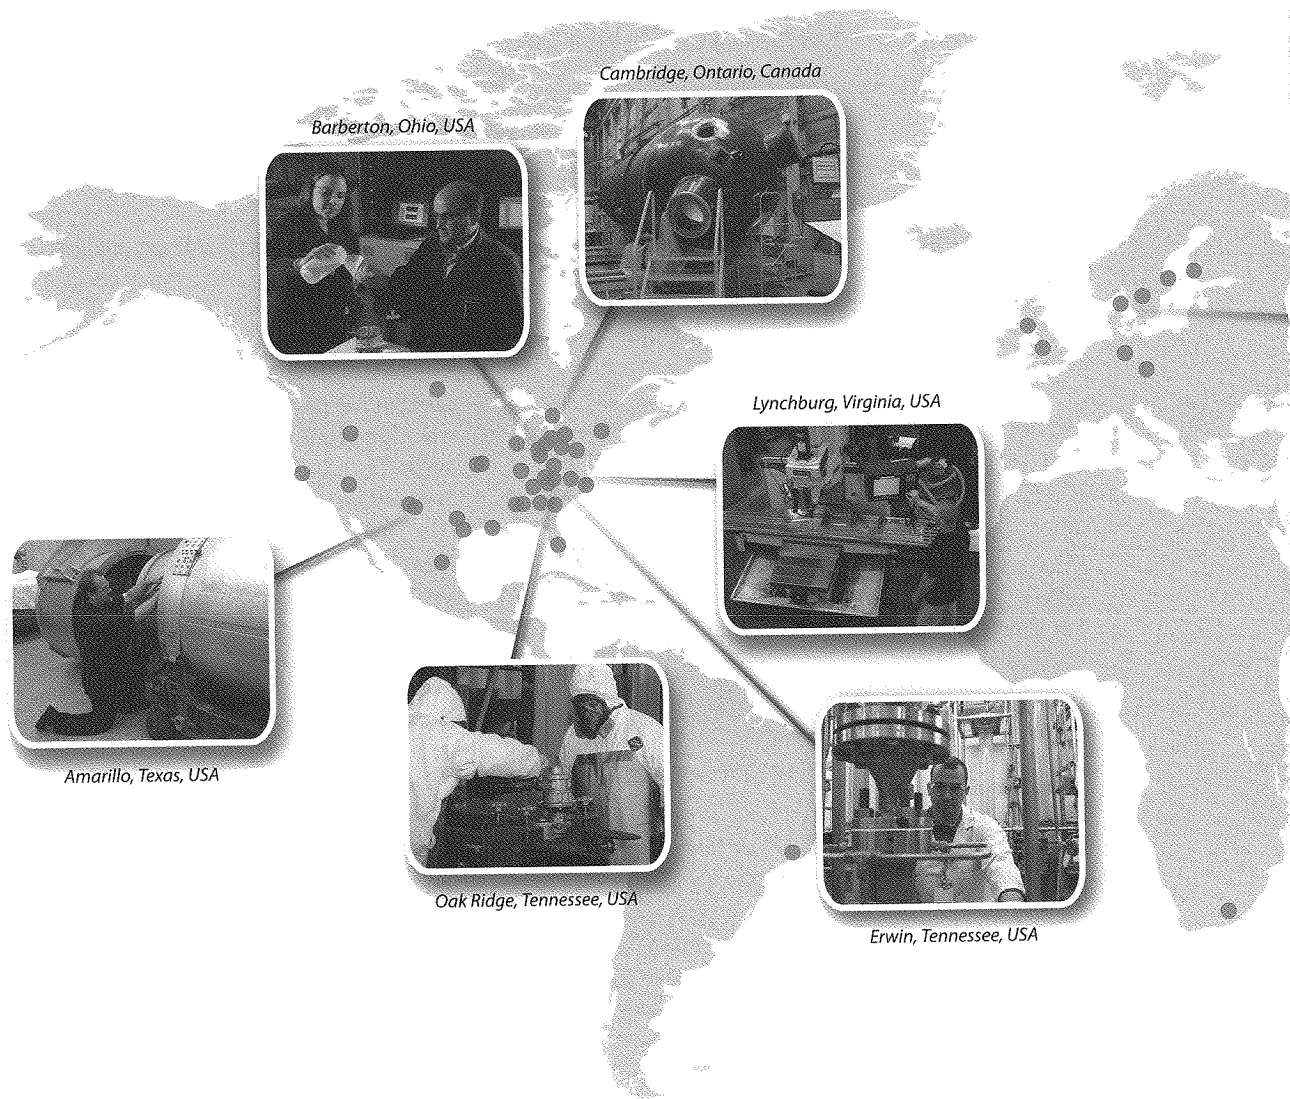 Cambridge, Ontario, Canada
Barberton, Ohio, USA
Lynchburg, Virginia, USA
Amarillo, Texas, USA
Oak Ridge, Tennessee, USA
Erwin, Tennessee, USA